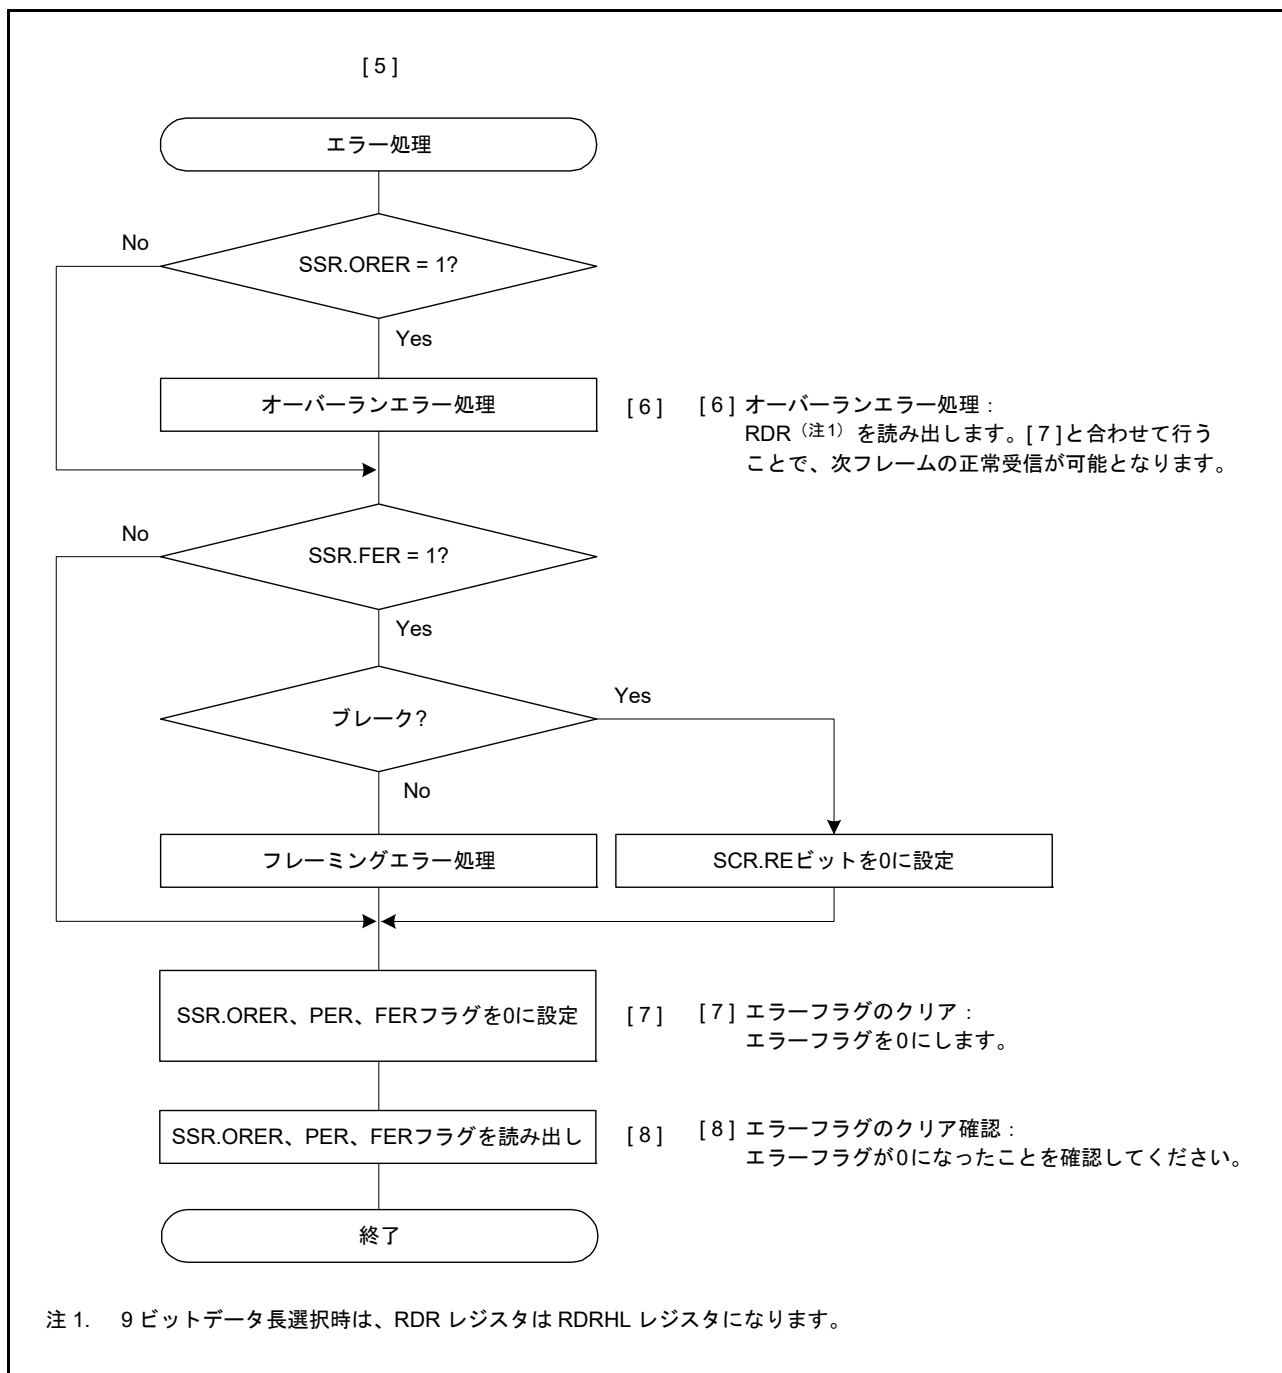 [ 5 ]
エラー処理
No
SSR.ORER = 1?
Yes
オーバーランエラー処理
[ 6 ]
[ 6 ] オーバーランエラー処理：
RDR（注1）を読み出します。[ 7 ]と合わせて行う
ことで、次フレームの正常受信が可能となります。
No
SSR.FER = 1?
Yes
ブレーク?
Yes
No
フレーミングエラー処理
SCR.REビットを0に設定
SSR.ORER、PER、FERフラグを0に設定
[ 7 ]
[ 7 ] エラーフラグのクリア：
エラーフラグを0にします。
SSR.ORER、PER、FERフラグを読み出し
[ 8 ]
[ 8 ] エラーフラグのクリア確認：
エラーフラグが0になったことを確認してください。
終了
注 1. 9 ビットデータ長選択時は、RDR レジスタは RDRHL レジスタになります。